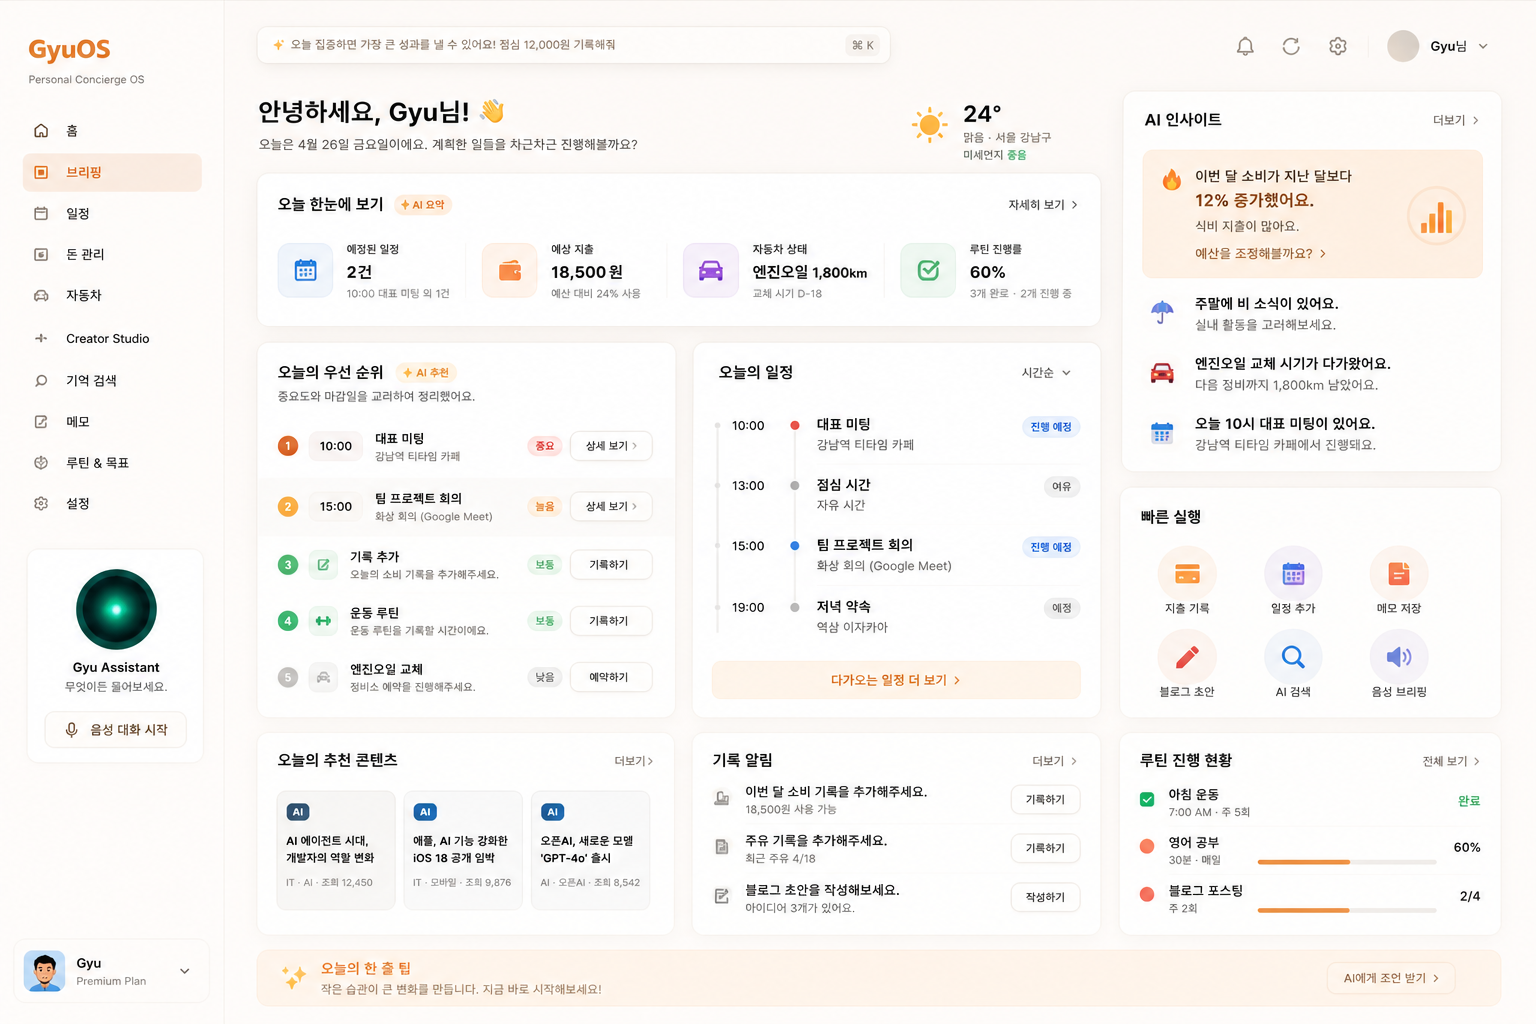 GyuOS
Personal Concierge OS
홈
브리핑
일정
돈 관리
자동차
Creator Studio
기억 검색
메모
루틴 & 목표
설정
Gyu Assistant
무엇이든 물어보세요.
음성 대화 시작
Gyu
Premium Plan
오늘 집중하면 가장 큰 성과를 낼 수 있어요! 점심 12,000원 기록해줘
⌘ K
Gyu님
안녕하세요, Gyu님! 👋
오늘은 4월 26일 금요일이에요. 계획한 일들을 차근차근 진행해볼까요?
24°
맑음 · 서울 강남구
미세먼지 좋음
오늘 한눈에 보기
AI 요약
자세히 보기 >
예정된 일정
2건
10:00 대표 미팅 외 1건
예상 지출
18,500원
예산 대비 24% 사용
자동차 상태
엔진오일 1,800km
교체 시기 D-18
루틴 진행률
60%
3개 완료 · 2개 진행 중
오늘의 우선 순위
AI 추천
중요도와 마감일을 고려하여 정리했어요.
1
10:00
대표 미팅
강남역 티타임 카페
중요
상세 보기 >
2
15:00
팀 프로젝트 회의
화상 회의 (Google Meet)
높음
상세 보기 >
3
기록 추가
오늘의 소비 기록을 추가해주세요.
보통
기록하기
4
운동 루틴
운동 루틴을 기록할 시간이에요.
보통
기록하기
5
엔진오일 교체
정비소 예약을 진행해주세요.
낮음
예약하기
오늘의 일정
시간순
10:00
대표 미팅
강남역 티타임 카페
진행 예정
13:00
점심 시간
자유 시간
여유
15:00
팀 프로젝트 회의
화상 회의 (Google Meet)
진행 예정
19:00
저녁 약속
역삼 이자카야
예정
다가오는 일정 더 보기 >
AI 인사이트
더보기 >
이번 달 소비가 지난 달보다
12% 증가했어요.
식비 지출이 많아요.
예산을 조정해볼까요? >
주말에 비 소식이 있어요.
실내 활동을 고려해보세요.
엔진오일 교체 시기가 다가왔어요.
다음 정비까지 1,800km 남았어요.
오늘 10시 대표 미팅이 있어요.
강남역 티타임 카페에서 진행돼요.
빠른 실행
지출 기록
일정 추가
메모 저장
블로그 초안
AI 검색
음성 브리핑
오늘의 추천 콘텐츠
더보기 >
AI
AI 에이전트 시대,
개발자의 역할 변화
IT · AI · 조회 12,450
AI
애플, AI 기능 강화한
iOS 18 공개 임박
IT · 모바일 · 조회 9,876
AI
오픈AI, 새로운 모델
'GPT-4o' 출시
AI · 오픈AI · 조회 8,542
기록 알림
더보기 >
이번 달 소비 기록을 추가해주세요.
18,500원 사용 가능
기록하기
주유 기록을 추가해주세요.
최근 주유 4/18
기록하기
블로그 초안을 작성해보세요.
아이디어 3개가 있어요.
작성하기
루틴 진행 현황
전체 보기 >
아침 운동
7:00 AM · 주 5회
완료
영어 공부
30분 · 매일
60%
블로그 포스팅
주 2회
2/4
오늘의 한 줄 팁
작은 습관이 큰 변화를 만듭니다. 지금 바로 시작해보세요!
AI에게 조언 받기 >